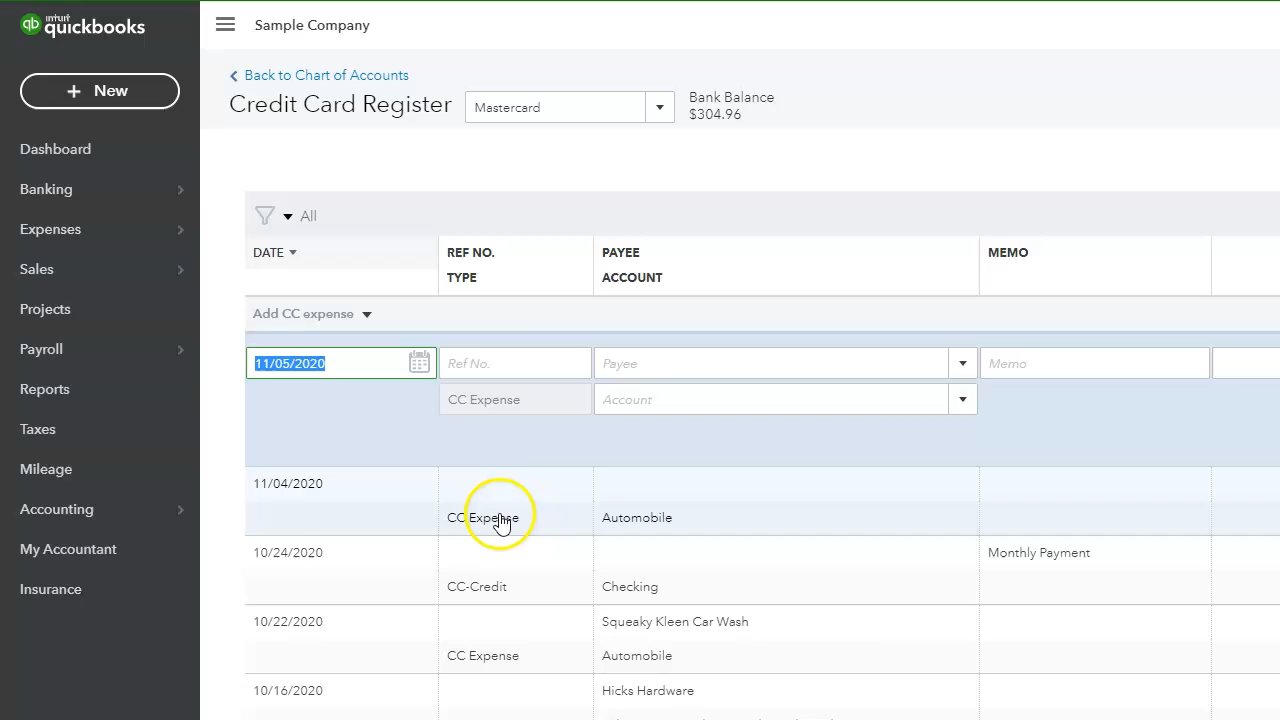 intuit
quickbooks
Sample Company
+ New
Back to Chart of Accounts
Credit Card Register
Mastercard
Bank Balance
$304.96
Dashboard
Banking
Expenses
Sales
Projects
Payroll
Reports
Taxes
Mileage
Accounting
My Accountant
Insurance
All
DATE REF NO. PAYEE MEMO
TYPE ACCOUNT
Add CC expense
11/05/2020 Ref No. Payee Memo
CC Expense Account
11/04/2020
CC Expense Automobile
10/24/2020 Monthly Payment
CC-Credit Checking
10/22/2020 Squeaky Kleen Car Wash
CC Expense Automobile
10/16/2020 Hicks Hardware